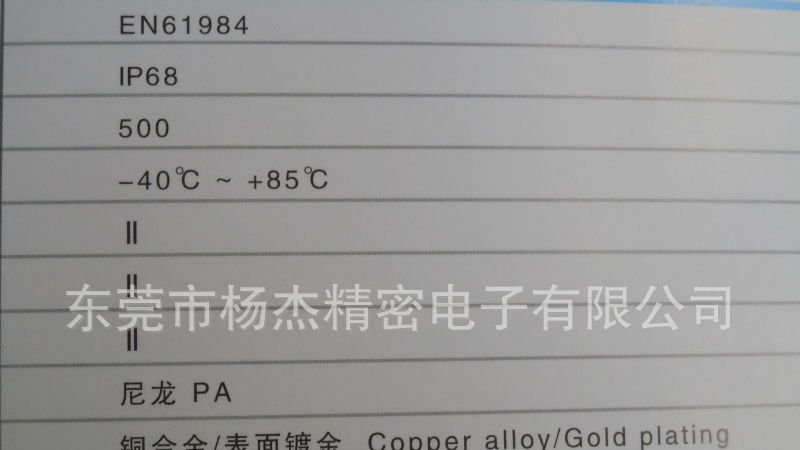 EN61984
IP68
500
-40℃ ~ +85℃
II
II
东莞市杨杰精密电子有限公司
II
尼龙 PA
铜合金/表面镀金 Copper alloy/Gold plating